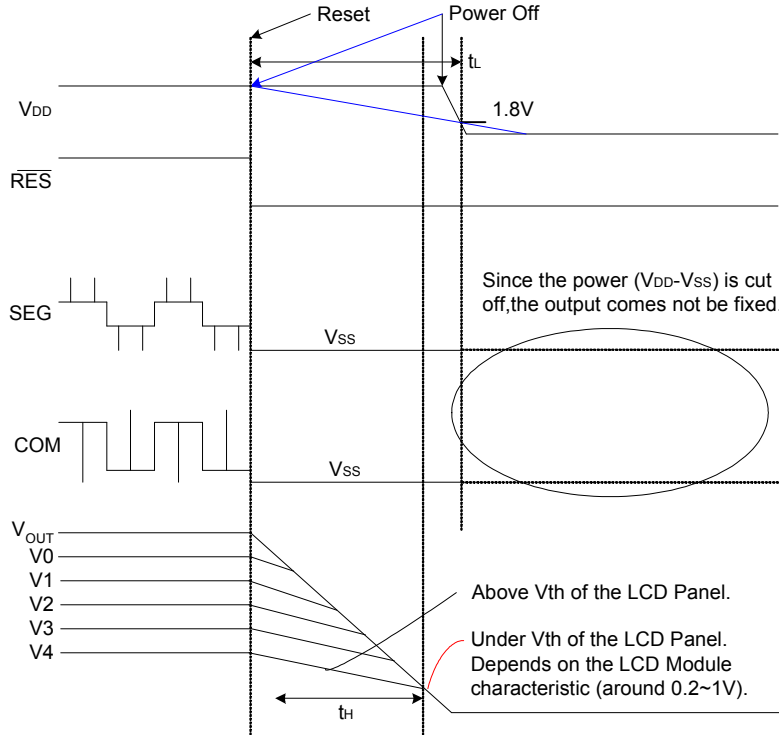 Reset
Power Off
tL
VDD
1.8V
RES
Since the power (VDD-VSS) is cut
off,the output comes not be fixed.
SEG
VSS
COM
VSS
VOUT
V0
V1
V2
V3
V4
Above Vth of the LCD Panel.
Under Vth of the LCD Panel.
Depends on the LCD Module
characteristic (around 0.2~1V).
tH